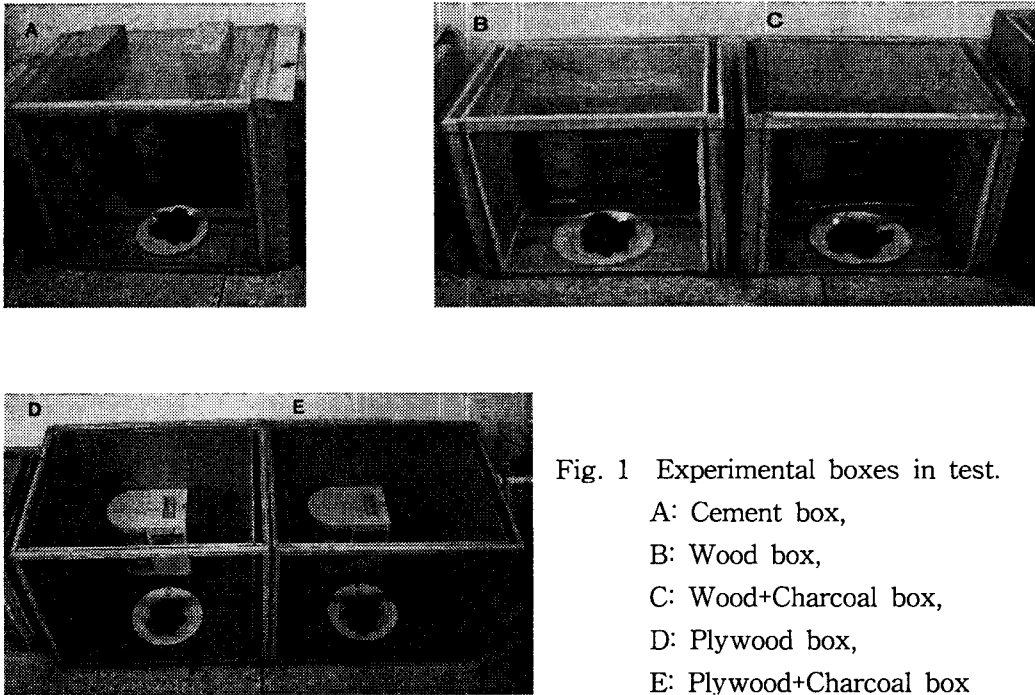 A
B
C
D
E
Fig. 1 Experimental boxes in test.
A: Cement box,
B: Wood box,
C: Wood+Charcoal box,
D: Plywood box,
E: Plywood+Charcoal box